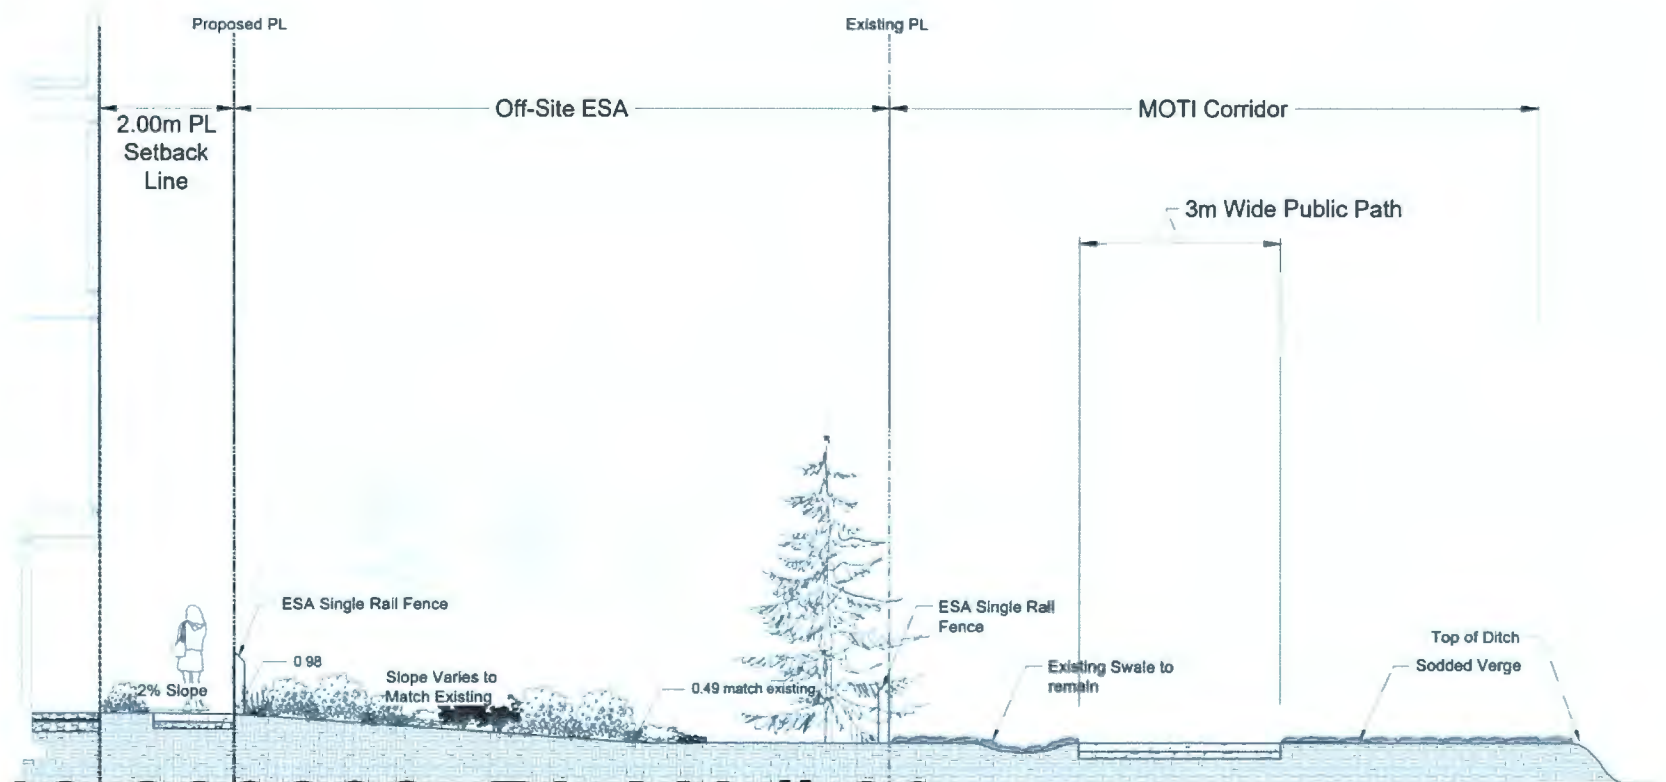 Proposed PL
Existing PL
Off-Site ESA
MOTI Corridor
2.00m PL
Setback
Line
3m Wide Public Path
ESA Single Rail Fence
ESA Single Rail
Fence
0.98
2% Slope
Slope Varies to
Match Existing
0.49 match existing
Existing Swale to
remain
Top of Ditch
Sodded Verge